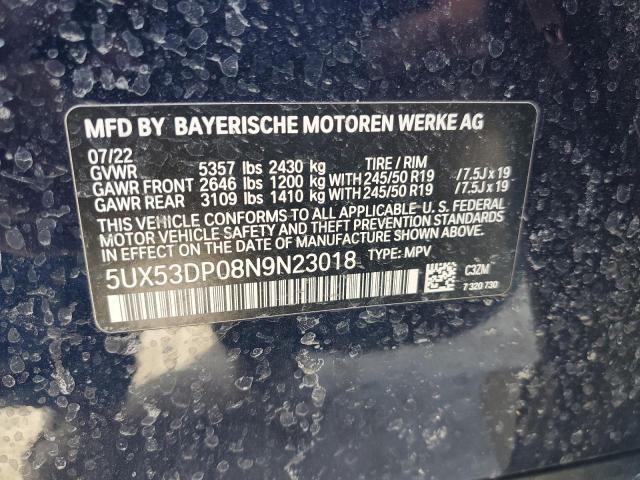 MFD BY BAYERISCHE MOTOREN WERKE AG
07/22
GVWR 5357 lbs 2430 kg TIRE / RIM
GAWR FRONT 2646 lbs 1200 kg WITH 245/50 R19 /7.5J x 19
GAWR REAR 3109 lbs 1410 kg WITH 245/50 R19 /7.5J x 19
THIS VEHICLE CONFORMS TO ALL APPLICABLE U. S. FEDERAL
MOTOR VEHICLE SAFETY AND THEFT PREVENTION STANDARDS
IN EFFECT ON THE DATE OF MANUFACTURE SHOWN ABOVE.
5UX53DP08N9N23018 TYPE: MPV
C3ZM
7 320 730